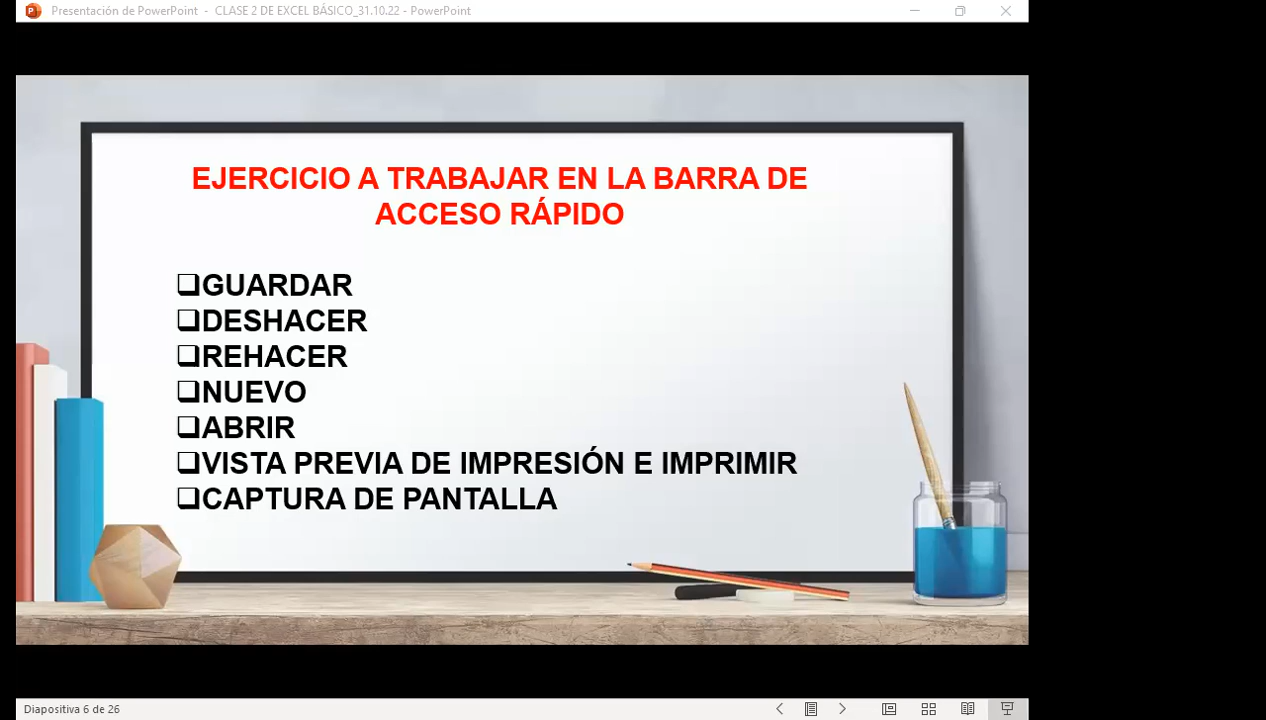 Presentación de PowerPoint - CLASE 2 DE EXCEL BÁSICO_31.10.22 - PowerPoint
EJERCICIO A TRABAJAR EN LA BARRA DE
ACCESO RÁPIDO
❑GUARDAR
❑DESHACER
❑REHACER
❑NUEVO
❑ABRIR
❑VISTA PREVIA DE IMPRESIÓN E IMPRIMIR
❑CAPTURA DE PANTALLA
Diapositiva 6 de 26